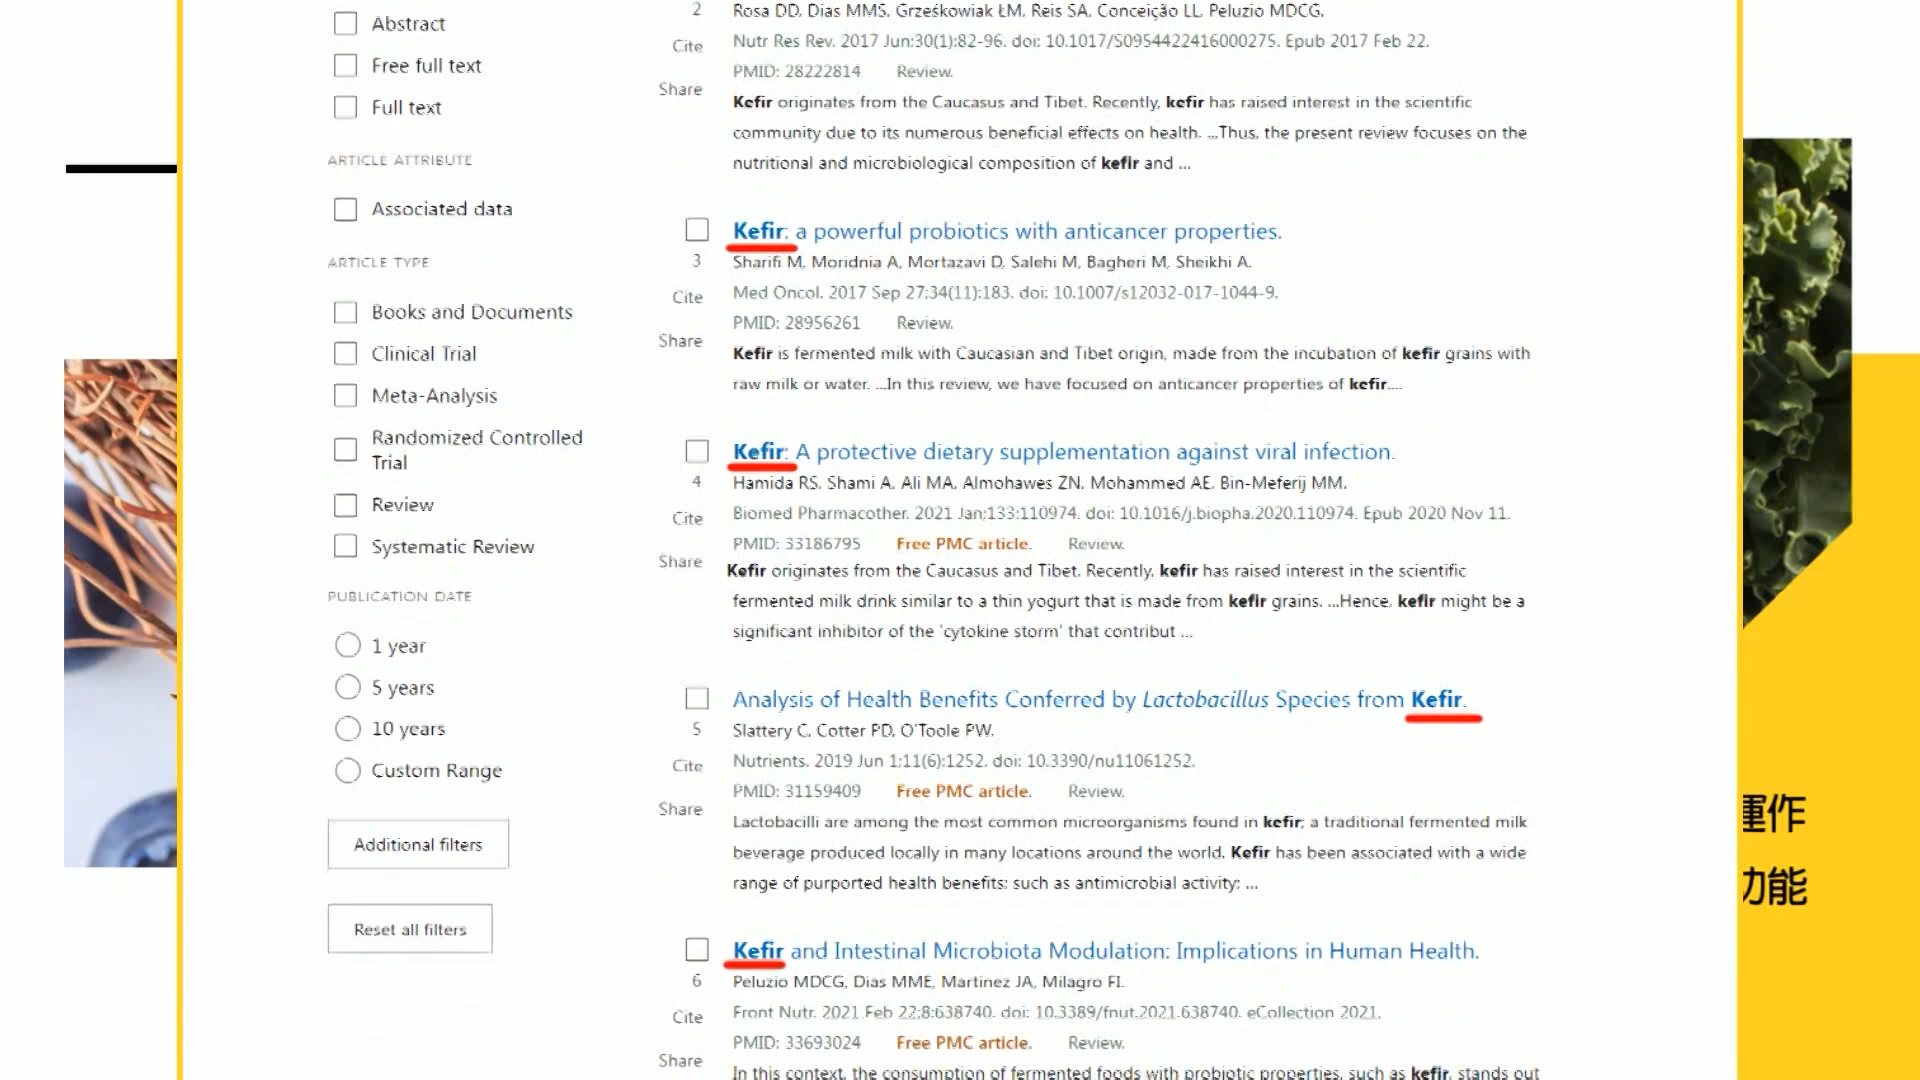 Abstract
Free full text
Full text
ARTICLE ATTRIBUTE
Associated data
ARTICLE TYPE
Books and Documents
Clinical Trial
Meta-Analysis
Randomized Controlled
Trial
Review
Systematic Review
PUBLICATION DATE
1 year
5 years
10 years
Custom Range
Additional filters
Reset all filters
2
Cite
Share
Rosa DD, Dias MMS, Grześkowiak ŁM, Reis SA, Conceição LL, Peluzio MDCG.
Nutr Res Rev. 2017 Jun;30(1):82-96. doi: 10.1017/S0954422416000275. Epub 2017 Feb 22.
PMID: 28222814 Review.
Kefir originates from the Caucasus and Tibet. Recently, kefir has raised interest in the scientific
community due to its numerous beneficial effects on health. ...Thus, the present review focuses on the
nutritional and microbiological composition of kefir and ...
Kefir: a powerful probiotics with anticancer properties.
3
Cite
Share
Sharifi M, Moridnia A, Mortazavi D, Salehi M, Bagheri M, Sheikhi A.
Med Oncol. 2017 Sep 27;34(11):183. doi: 10.1007/s12032-017-1044-9.
PMID: 28956261 Review.
Kefir is fermented milk with Caucasian and Tibet origin, made from the incubation of kefir grains with
raw milk or water. ...In this review, we have focused on anticancer properties of kefir....
Kefir: A protective dietary supplementation against viral infection.
4
Cite
Share
Hamida RS, Shami A, Ali MA, Almohawes ZN, Mohammed AE, Bin-Meferij MM.
Biomed Pharmacother. 2021 Jan;133:110974. doi: 10.1016/j.biopha.2020.110974. Epub 2020 Nov 11.
PMID: 33186795 Free PMC article. Review.
Kefir originates from the Caucasus and Tibet. Recently, kefir has raised interest in the scientific
fermented milk drink similar to a thin yogurt that is made from kefir grains. ...Hence, kefir might be a
significant inhibitor of the 'cytokine storm' that contribut ...
Analysis of Health Benefits Conferred by Lactobacillus Species from Kefir.
5
Cite
Share
Slattery C, Cotter PD, O'Toole PW.
Nutrients. 2019 Jun 1;11(6):1252. doi: 10.3390/nu11061252.
PMID: 31159409 Free PMC article. Review.
Lactobacilli are among the most common microorganisms found in kefir; a traditional fermented milk
beverage produced locally in many locations around the world. Kefir has been associated with a wide
range of purported health benefits; such as antimicrobial activity; ...
Kefir and Intestinal Microbiota Modulation: Implications in Human Health.
6
Cite
Share
Peluzio MDCG, Dias MME, Martinez JA, Milagro FI.
Front Nutr. 2021 Feb 22;8:638740. doi: 10.3389/fnut.2021.638740. eCollection 2021.
PMID: 33693024 Free PMC article. Review.
In this context, the consumption of fermented foods with probiotic properties, such as kefir, stands out
運作
功能